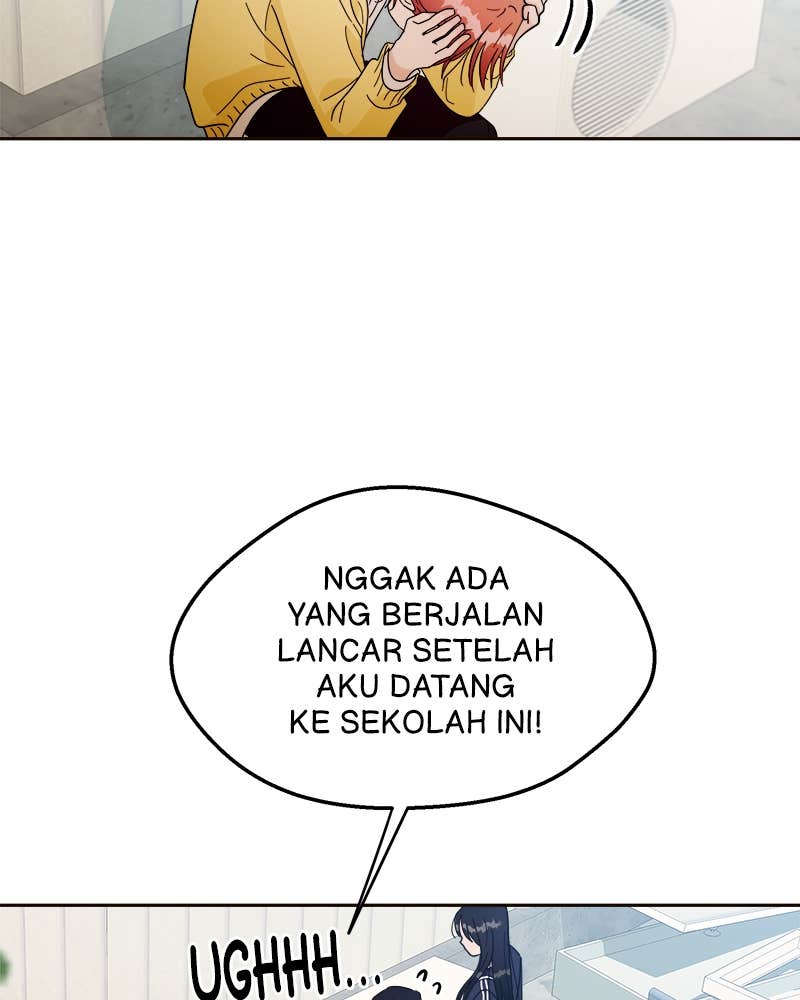 NGGAK ADA
YANG BERJALAN
LANCAR SETELAH
AKU DATANG
KE SEKOLAH INI!
UGHHH...